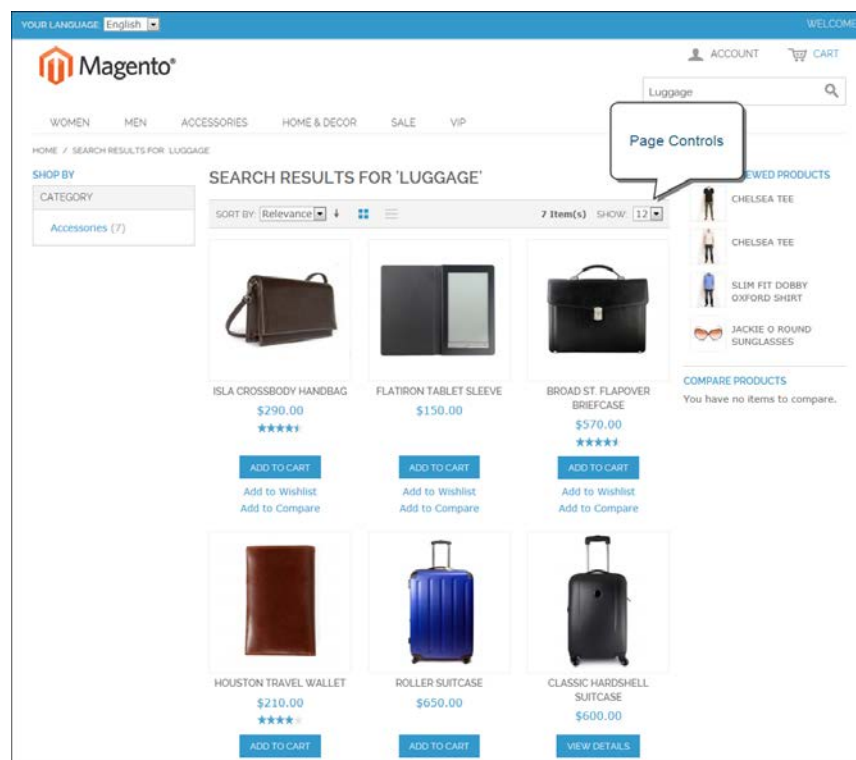 YOUR LANGUAGE: English
WELCOME
Magento®
ACCOUNT CART
Luggage
WOMEN MEN ACCESSORIES HOME & DECOR SALE VIP
Page Controls
HOME / SEARCH RESULTS FOR 'LUGGAGE'
SHOP BY
CATEGORY
Accessories (7)
SEARCH RESULTS FOR 'LUGGAGE'
SORT BY: Relevance
7 Item(s) SHOW: 12
ISLA CROSSBODY HANDBAG
$290.00
ADD TO CART
Add to Wishlist
Add to Compare
FLATIRON TABLET SLEEVE
$150.00
ADD TO CART
Add to Wishlist
Add to Compare
BROAD ST. FLAPOVER
BRIEFCASE
$570.00
ADD TO CART
Add to Wishlist
Add to Compare
HOUSTON TRAVEL WALLET
$210.00
ADD TO CART
ROLLER SUITCASE
$650.00
ADD TO CART
CLASSIC HARDSHELL
SUITCASE
$600.00
VIEW DETAILS
PRODUCTS
CHELSEA TEE
CHELSEA TEE
SLIM FIT DOBBY
OXFORD SHIRT
JACKIE O ROUND
SUNGLASSES
COMPARE PRODUCTS
You have no items to compare.